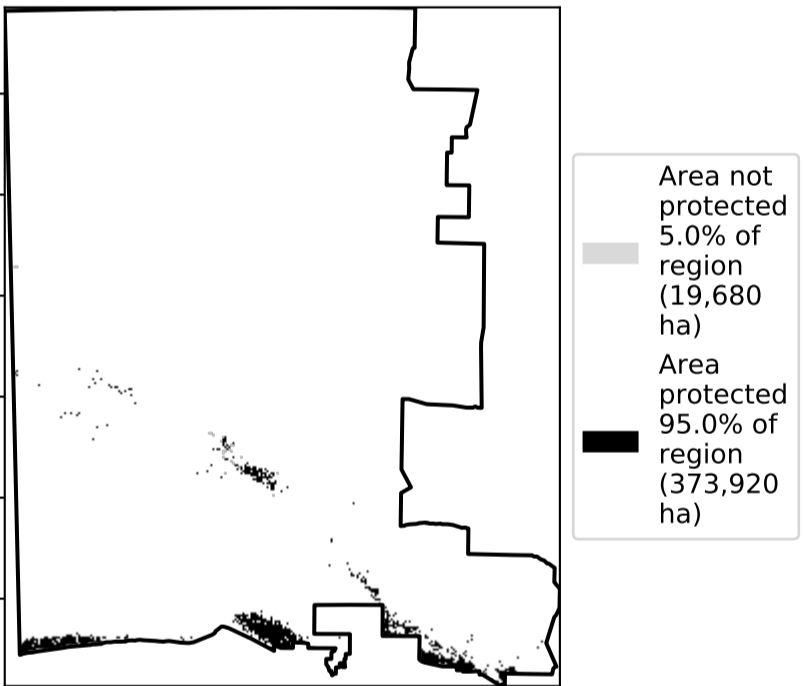 Area not
protected
5.0% of
region
(19,680
ha)
Area
protected
95.0% of
region
(373,920
ha)